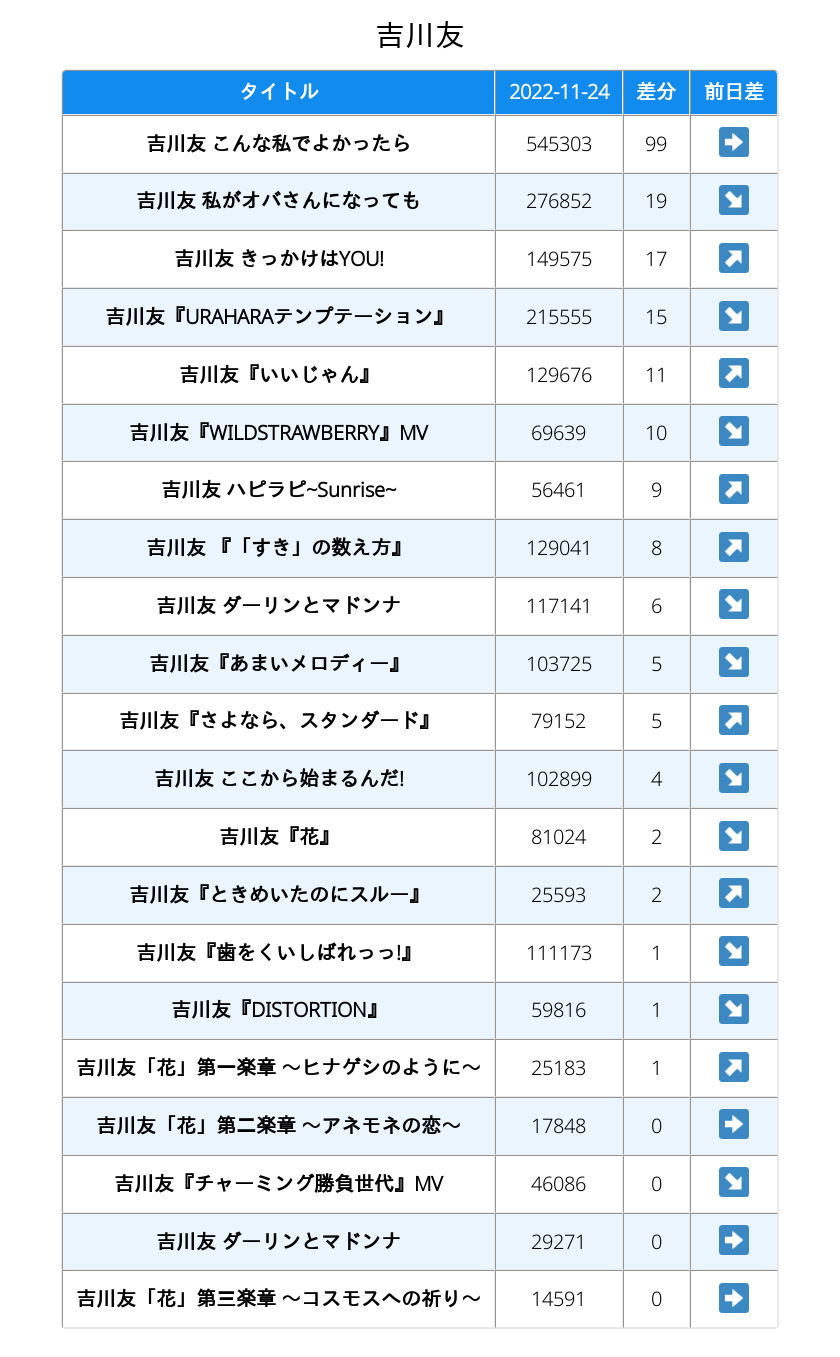 吉川友
タイトル 2022-11-24 差分 前日差
吉川友 こんな私でよかったら 545303 99 ➡
吉川友 私がオバさんになっても 276852 19 ↘
吉川友 きっかけはYOU! 149575 17 ↗
吉川友『URAHARAテンプテーション』 215555 15 ↘
吉川友『いいじゃん』 129676 11 ↗
吉川友『WILDSTRAWBERRY』MV 69639 10 ↘
吉川友 ハピラピ~Sunrise~ 56461 9 ↗
吉川友 『「すき」の数え方』 129041 8 ↗
吉川友 ダーリンとマドンナ 117141 6 ↘
吉川友『あまいメロディー』 103725 5 ↘
吉川友『さよなら、スタンダード』 79152 5 ↗
吉川友 ここから始まるんだ! 102899 4 ↘
吉川友『花』 81024 2 ↘
吉川友『ときめいたのにスルー』 25593 2 ↗
吉川友『歯をくいしばれっっ!』 111173 1 ↘
吉川友『DISTORTION』 59816 1 ↘
吉川友「花」第一楽章 〜ヒナゲシのように〜 25183 1 ↗
吉川友「花」第二楽章 〜アネモネの恋〜 17848 0 ➡
吉川友『チャーミング勝負世代』MV 46086 0 ↘
吉川友 ダーリンとマドンナ 29271 0 ➡
吉川友「花」第三楽章 〜コスモスへの祈り〜 14591 0 ➡